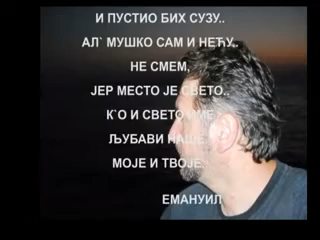 И ПУСТИО БИХ СУЗУ..
АЛ` МУШКО САМ И НЕЋУ..
НЕ СМЕМ,
ЈЕР МЕСТО ЈЕ СВЕТО..
К`О И СВЕТО ИМЕ
ЉУБАВИ НАШЕ,
МОЈЕ И ТВОЈЕ.
ЕМАНУИЛ